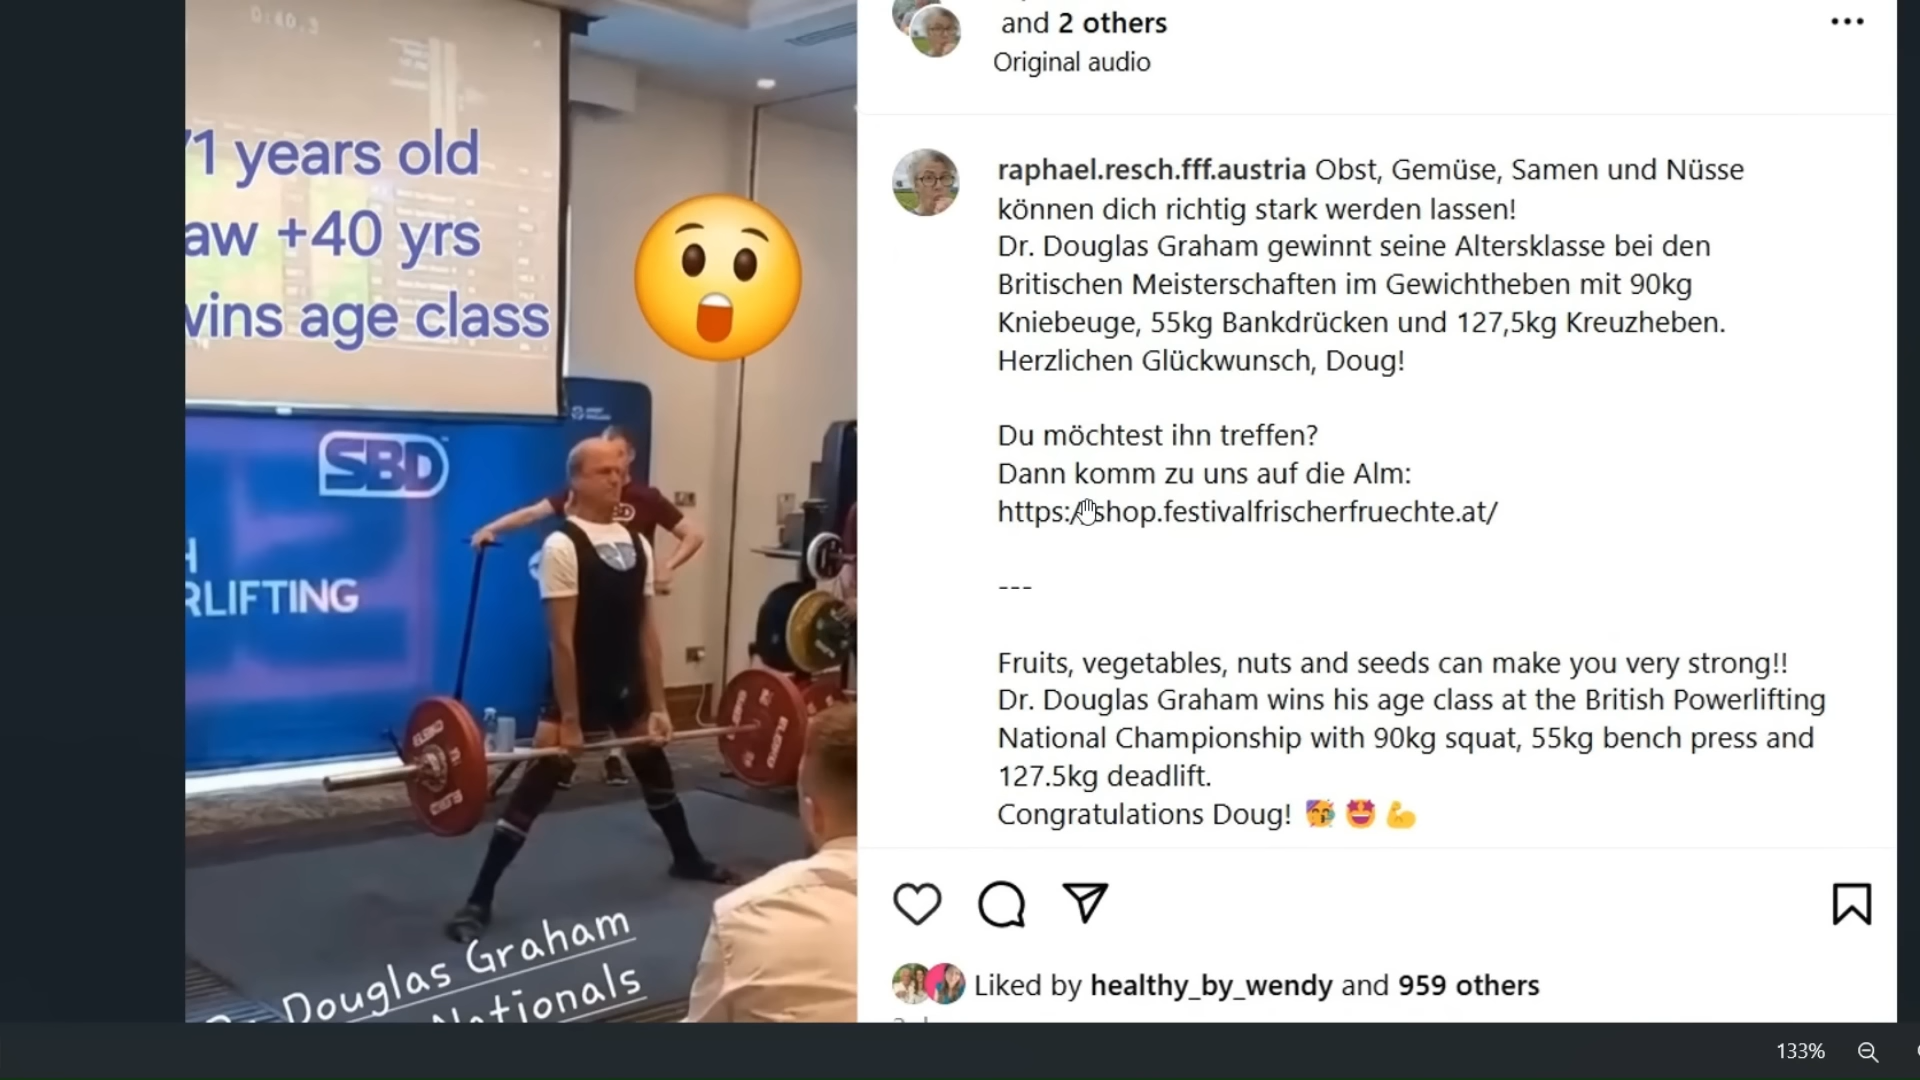 0:40.3
71 years old
aw +40 yrs
wins age class
SBD
H
RLIFTING
Douglas Graham
Nationals
and 2 others
Original audio
raphael.resch.fff.austria Obst, Gemüse, Samen und Nüsse
können dich richtig stark werden lassen!
Dr. Douglas Graham gewinnt seine Altersklasse bei den
Britischen Meisterschaften im Gewichtheben mit 90kg
Kniebeuge, 55kg Bankdrücken und 127,5kg Kreuzheben.
Herzlichen Glückwunsch, Doug!
Du möchtest ihn treffen?
Dann komm zu uns auf die Alm:
https://shop.festivalfrischerfruechte.at/
---
Fruits, vegetables, nuts and seeds can make you very strong!!
Dr. Douglas Graham wins his age class at the British Powerlifting
National Championship with 90kg squat, 55kg bench press and
127.5kg deadlift.
Congratulations Doug! 🥳 🤩 💪
Liked by healthy_by_wendy and 959 others
133%